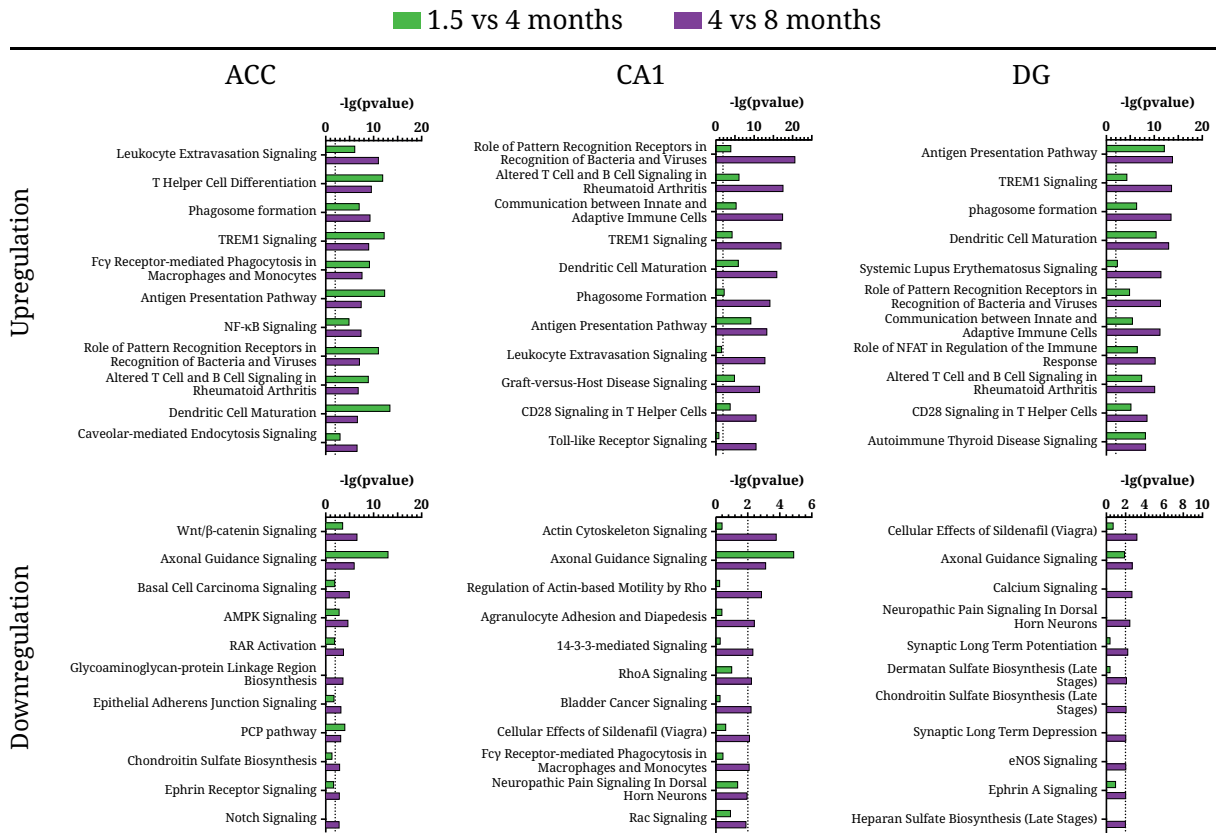 1.5 vs 4 months
4 vs 8 months
ACC
CA1
DG
Upregulation
-lg(pvalue)
0 10 20
Leukocyte Extravasation Signaling
T Helper Cell Differentiation
Phagosome formation
TREM1 Signaling
Fcγ Receptor-mediated Phagocytosis in
Macrophages and Monocytes
Antigen Presentation Pathway
NF-κB Signaling
Role of Pattern Recognition Receptors in
Recognition of Bacteria and Viruses
Altered T Cell and B Cell Signaling in
Rheumatoid Arthritis
Dendritic Cell Maturation
Caveolar-mediated Endocytosis Signaling
-lg(pvalue)
0 10 20
Role of Pattern Recognition Receptors in
Recognition of Bacteria and Viruses
Altered T Cell and B Cell Signaling in
Rheumatoid Arthritis
Communication between Innate and
Adaptive Immune Cells
TREM1 Signaling
Dendritic Cell Maturation
Phagosome Formation
Antigen Presentation Pathway
Leukocyte Extravasation Signaling
Graft-versus-Host Disease Signaling
CD28 Signaling in T Helper Cells
Toll-like Receptor Signaling
-lg(pvalue)
0 10 20
Antigen Presentation Pathway
TREM1 Signaling
phagosome formation
Dendritic Cell Maturation
Systemic Lupus Erythematosus Signaling
Role of Pattern Recognition Receptors in
Recognition of Bacteria and Viruses
Communication between Innate and
Adaptive Immune Cells
Role of NFAT in Regulation of the Immune
Response
Altered T Cell and B Cell Signaling in
Rheumatoid Arthritis
CD28 Signaling in T Helper Cells
Autoimmune Thyroid Disease Signaling
Downregulation
-lg(pvalue)
0 10 20
Wnt/β-catenin Signaling
Axonal Guidance Signaling
Basal Cell Carcinoma Signaling
AMPK Signaling
RAR Activation
Glycoaminoglycan-protein Linkage Region
Biosynthesis
Epithelial Adherens Junction Signaling
PCP pathway
Chondroitin Sulfate Biosynthesis
Ephrin Receptor Signaling
Notch Signaling
-lg(pvalue)
0 2 4 6
Actin Cytoskeleton Signaling
Axonal Guidance Signaling
Regulation of Actin-based Motility by Rho
Agranulocyte Adhesion and Diapedesis
14-3-3-mediated Signaling
RhoA Signaling
Bladder Cancer Signaling
Cellular Effects of Sildenafil (Viagra)
Fcγ Receptor-mediated Phagocytosis in
Macrophages and Monocytes
Neuropathic Pain Signaling In Dorsal
Horn Neurons
Rac Signaling
-lg(pvalue)
0 2 4 6 8 10
Cellular Effects of Sildenafil (Viagra)
Axonal Guidance Signaling
Calcium Signaling
Neuropathic Pain Signaling In Dorsal
Horn Neurons
Synaptic Long Term Potentiation
Dermatan Sulfate Biosynthesis (Late
Stages)
Chondroitin Sulfate Biosynthesis (Late
Stages)
Synaptic Long Term Depression
eNOS Signaling
Ephrin A Signaling
Heparan Sulfate Biosynthesis (Late Stages)